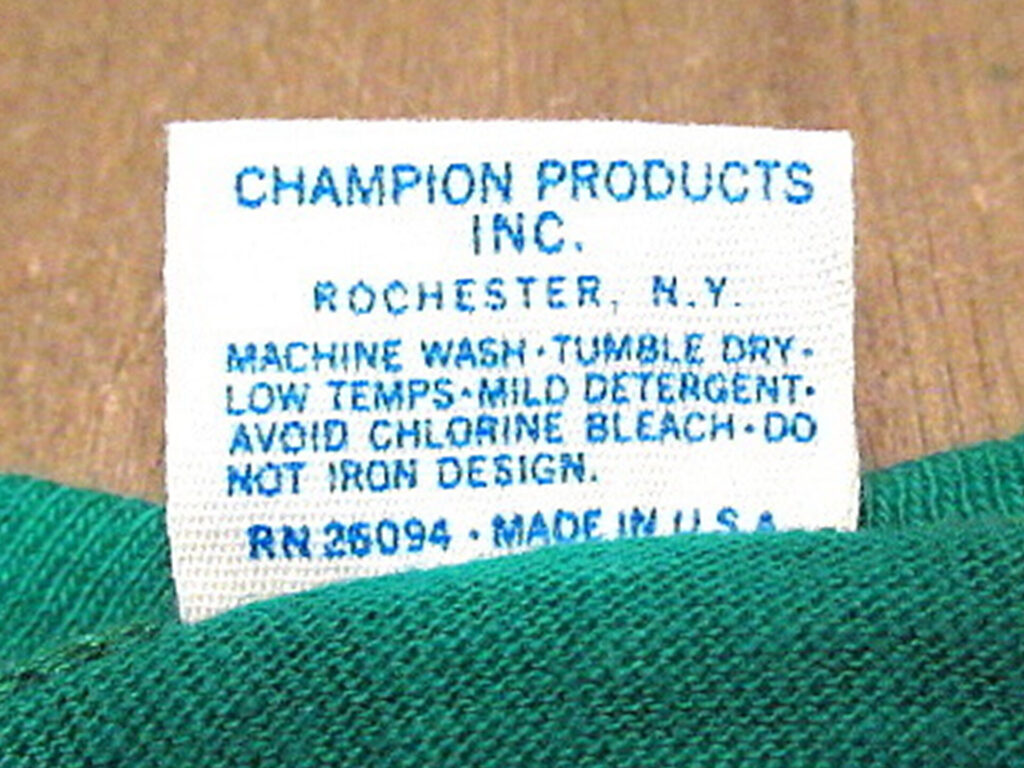 CHAMPION PRODUCTS
INC.
ROCHESTER, N.Y.
MACHINE WASH · TUMBLE DRY ·
LOW TEMPS · MILD DETERGENT ·
AVOID CHLORINE BLEACH · DO
NOT IRON DESIGN.
RN 26094 · MADE IN U.S.A.